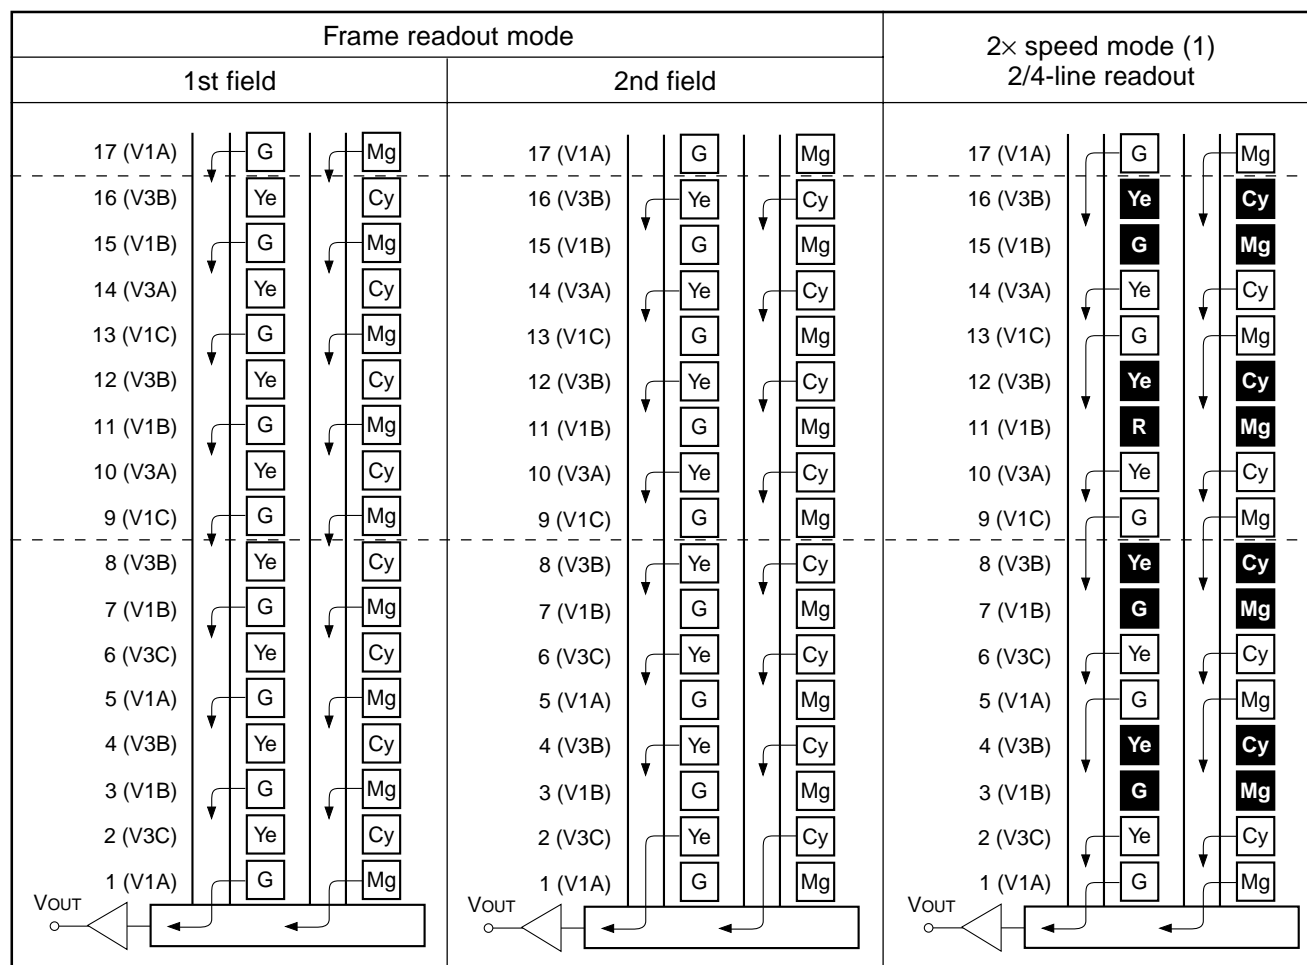 Frame readout mode
2× speed mode (1)
2/4-line readout
1st field
2nd field
17 (V1A) G Mg 17 (V1A) G Mg 17 (V1A) G Mg
16 (V3B) Ye Cy 16 (V3B) Ye Cy 16 (V3B) Ye Cy
15 (V1B) G Mg 15 (V1B) G Mg 15 (V1B) G Mg
14 (V3A) Ye Cy 14 (V3A) Ye Cy 14 (V3A) Ye Cy
13 (V1C) G Mg 13 (V1C) G Mg 13 (V1C) G Mg
12 (V3B) Ye Cy 12 (V3B) Ye Cy 12 (V3B) Ye Cy
11 (V1B) G Mg 11 (V1B) G Mg 11 (V1B) R Mg
10 (V3A) Ye Cy 10 (V3A) Ye Cy 10 (V3A) Ye Cy
9 (V1C) G Mg 9 (V1C) G Mg 9 (V1C) G Mg
8 (V3B) Ye Cy 8 (V3B) Ye Cy 8 (V3B) Ye Cy
7 (V1B) G Mg 7 (V1B) G Mg 7 (V1B) G Mg
6 (V3C) Ye Cy 6 (V3C) Ye Cy 6 (V3C) Ye Cy
5 (V1A) G Mg 5 (V1A) G Mg 5 (V1A) G Mg
4 (V3B) Ye Cy 4 (V3B) Ye Cy 4 (V3B) Ye Cy
3 (V1B) G Mg 3 (V1B) G Mg 3 (V1B) G Mg
2 (V3C) Ye Cy 2 (V3C) Ye Cy 2 (V3C) Ye Cy
1 (V1A) G Mg 1 (V1A) G Mg 1 (V1A) G Mg
VOUT VOUT VOUT